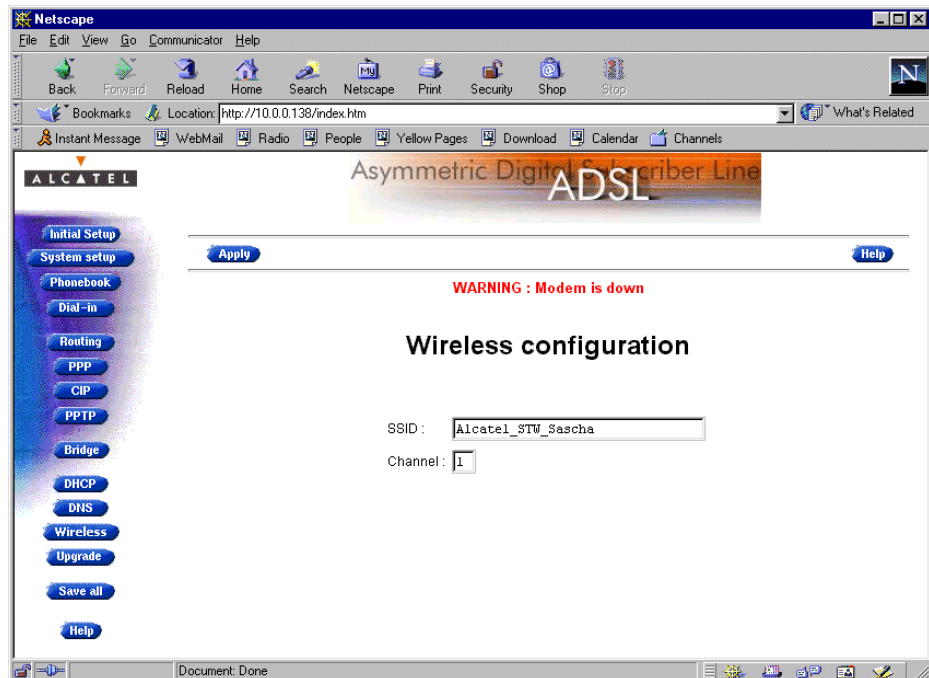 Netscape
File Edit View Go Communicator Help
Back Forward Reload Home Search Netscape Print Security Shop Stop
My
N
Bookmarks Location: http://10.0.0.138/index.htm What's Related
Instant Message WebMail Radio People Yellow Pages Download Calendar Channels
ALCATEL
Asymmetric Digital Subscriber Line
ADSL
Initial Setup
System setup
Phonebook
Dial-in
Routing
PPP
CIP
PPTP
Bridge
DHCP
DNS
Wireless
Upgrade
Save all
Help
Apply Help
WARNING : Modem is down
Wireless configuration
SSID : Alcatel_STW_Sascha
Channel : 1
Document: Done